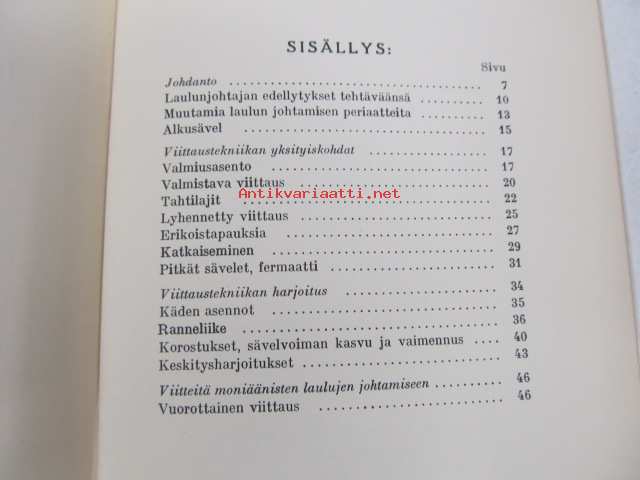 SISÄLLYS:
Sivu
Johdanto .................................... 7
Laulunjohtajan edellytykset tehtäväänsä ......... 10
Muutamia laulun johtamisen periaatteita .......... 13
Alkusävel .................................. 15
Viittaustekniikan yksityiskohdat ................. 17
Valmiusasento ............................... 17
Valmistava viittaus ........................... 20
Antikvariaatti.net
Tahtilajit .................................... 22
Lyhennetty viittaus ........................... 25
Erikoistapauksia ............................. 27
Katkaiseminen .............................. 29
Pitkät sävelet, fermaatti ....................... 31
Viittaustekniikan harjoitus ..................... 34
Käden asennot .............................. 35
Ranneliike .................................. 36
Korostukset, sävelvoiman kasvu ja vaimennus ... 40
Keskitysharjoitukset .......................... 43
Viitteitä moniäänisten laulujen johtamiseen ......... 46
Vuorottainen viittaus ......................... 46